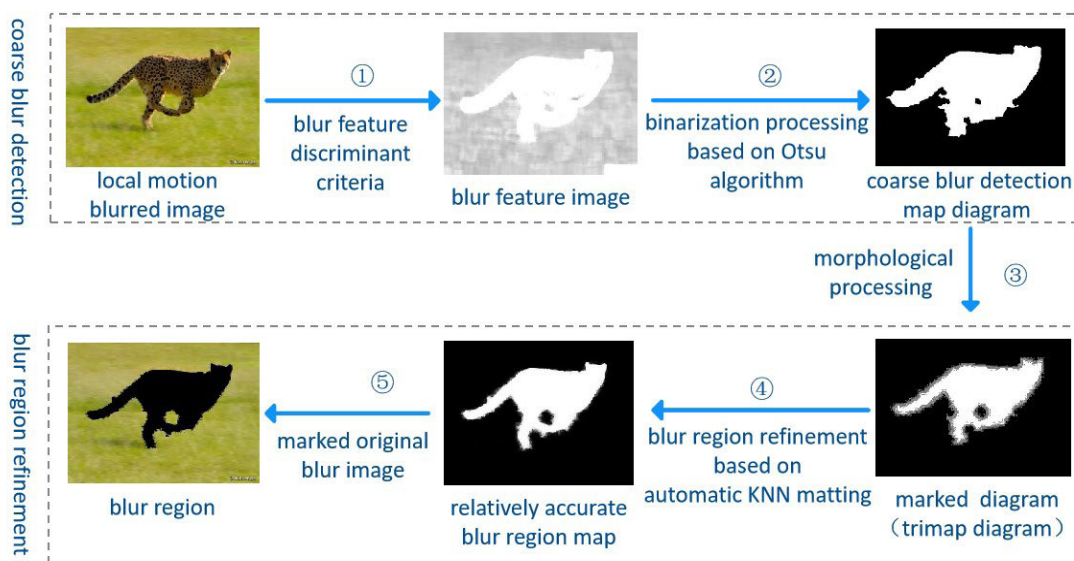 coarse blur detection
①
blur feature
discriminant
criteria
②
binarization processing
based on Otsu
algorithm
local motion
blurred image
blur feature image
coarse blur detection
map diagram
morphological
processing
③
blur region refinement
⑤
marked original
blur image
④
blur region refinement
based on
automatic KNN matting
blur region
relatively accurate
blur region map
marked diagram
（trimap diagram）